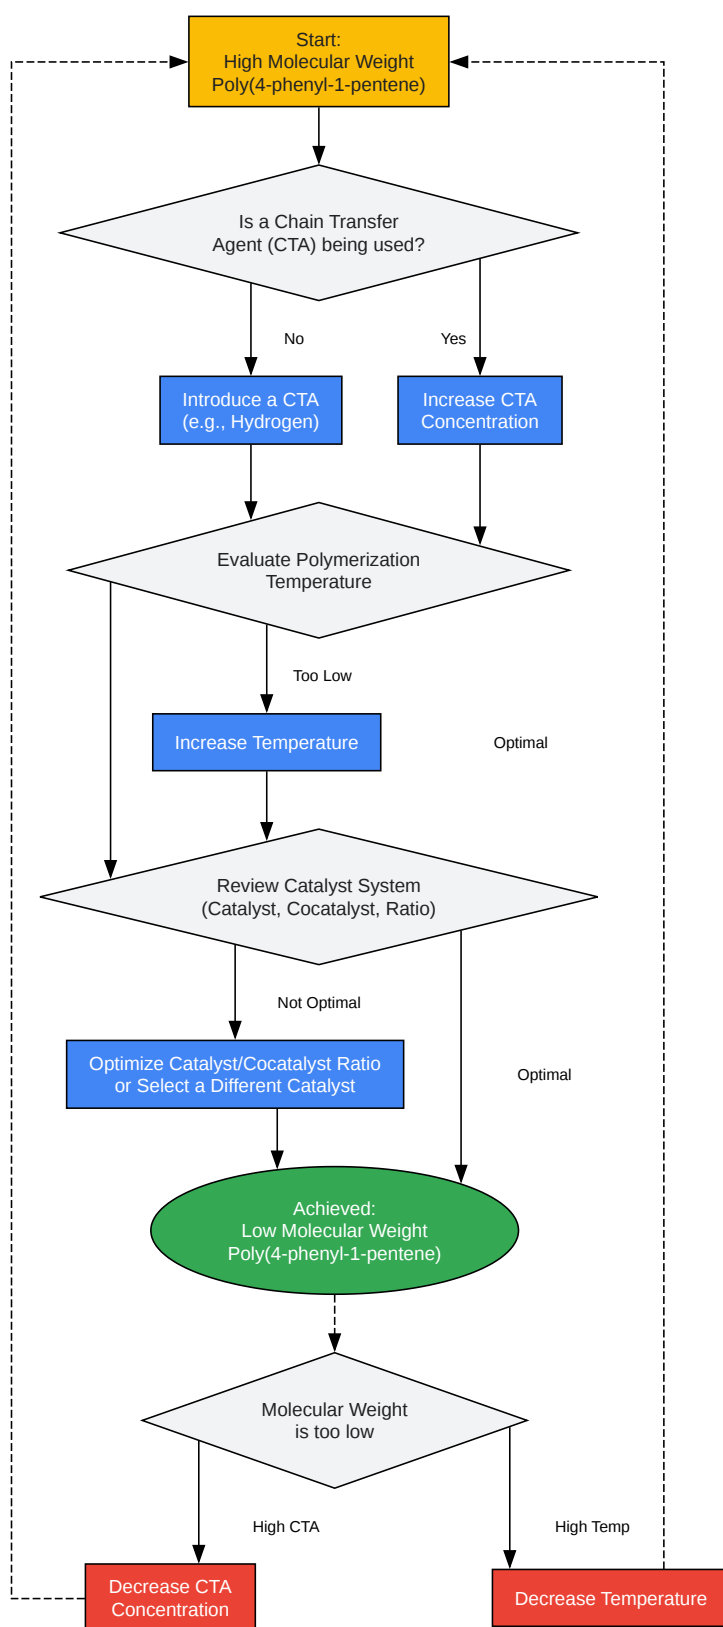 Start:
High Molecular Weight
Poly(4-phenyl-1-pentene)
Is a Chain Transfer
Agent (CTA) being used?
No
Yes
Introduce a CTA
(e.g., Hydrogen)
Increase CTA
Concentration
Evaluate Polymerization
Temperature
Too Low
Increase Temperature
Optimal
Review Catalyst System
(Catalyst, Cocatalyst, Ratio)
Not Optimal
Optimize Catalyst/Cocatalyst Ratio
or Select a Different Catalyst
Optimal
Achieved:
Low Molecular Weight
Poly(4-phenyl-1-pentene)
Molecular Weight
is too low
High CTA
High Temp
Decrease CTA
Concentration
Decrease Temperature